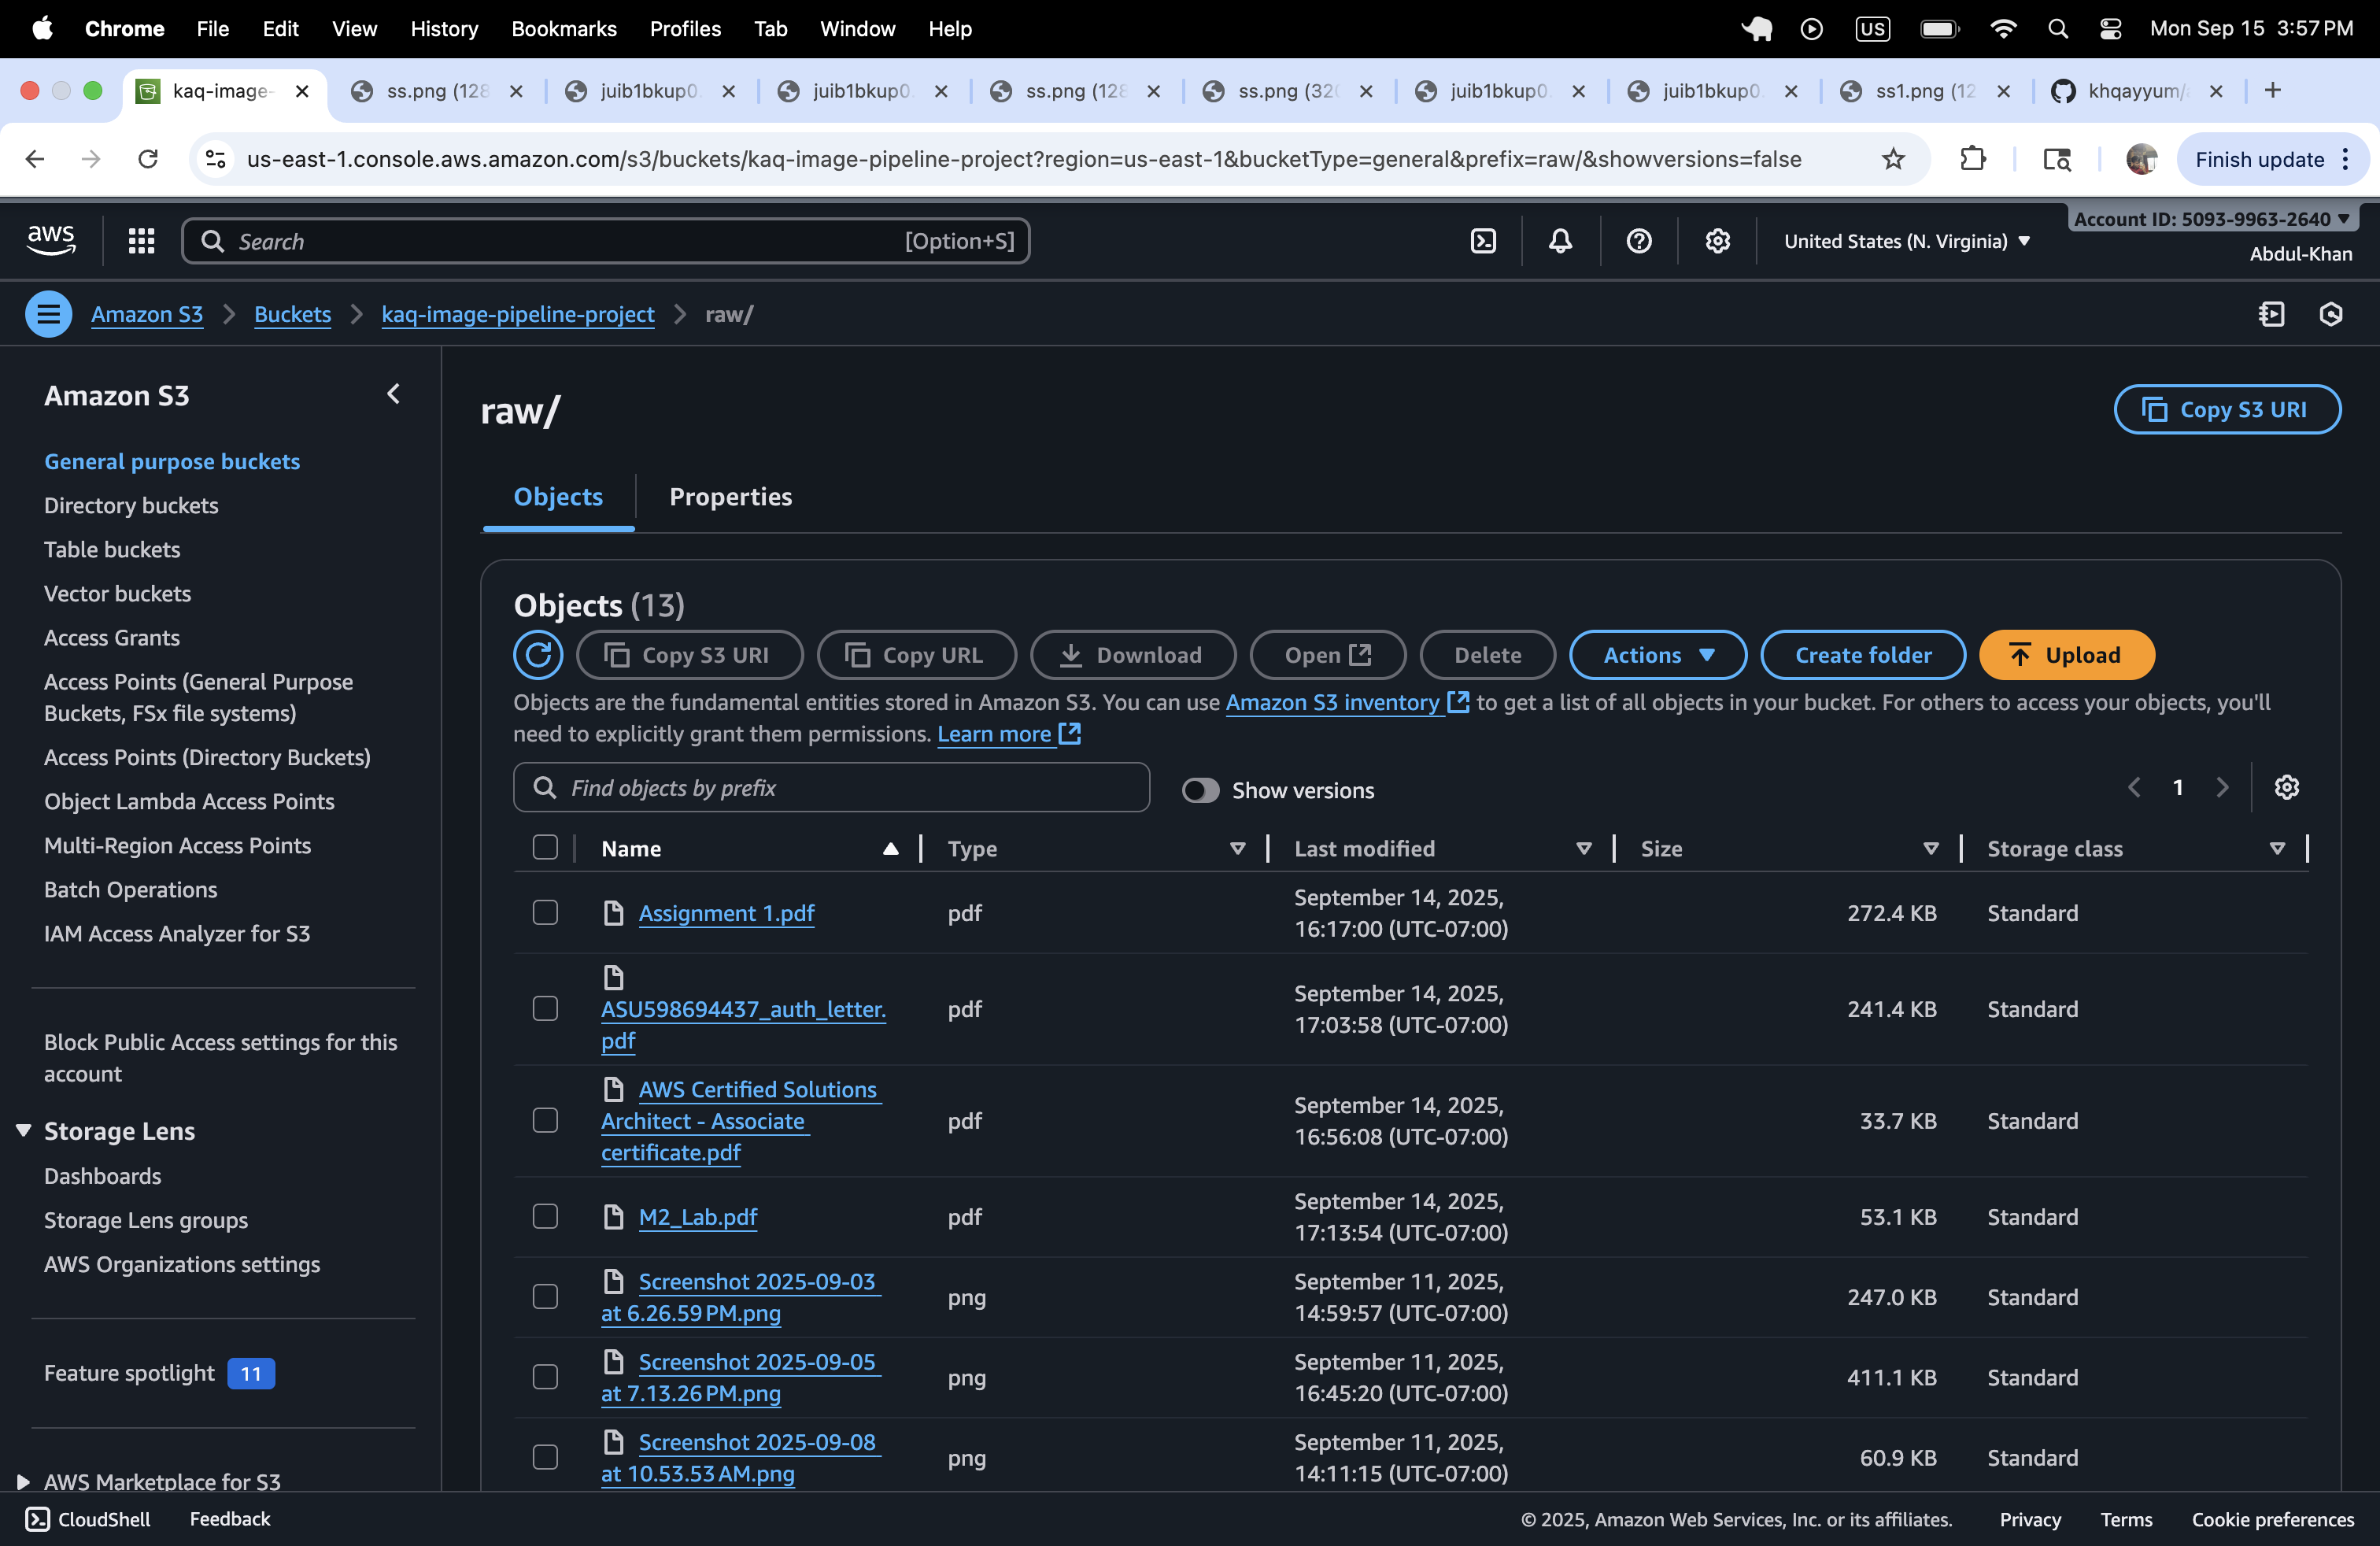 Chrome File Edit View History Bookmarks Profiles Tab Window Help US Mon Sep 15 3:57 PM
kaq-image- ss.png (128 juib1bkup0. juib1bkup0. ss.png (128 ss.png (320 juib1bkup0. juib1bkup0. ss1.png (12 khqayyum/
us-east-1.console.aws.amazon.com/s3/buckets/kaq-image-pipeline-project?region=us-east-1&bucketType=general&prefix=raw/&showversions=false Finish update
aws Search [Option+S] United States (N. Virginia) Account ID: 5093-9963-2640
Abdul-Khan
Amazon S3 Buckets kaq-image-pipeline-project raw/
Amazon S3
General purpose buckets
Directory buckets
Table buckets
Vector buckets
Access Grants
Access Points (General Purpose
Buckets, FSx file systems)
Access Points (Directory Buckets)
Object Lambda Access Points
Multi-Region Access Points
Batch Operations
IAM Access Analyzer for S3
Block Public Access settings for this
account
Storage Lens
Dashboards
Storage Lens groups
AWS Organizations settings
Feature spotlight 11
AWS Marketplace for S3
raw/
Copy S3 URI
Objects Properties
Objects (13)
Copy S3 URI Copy URL Download Open Delete Actions Create folder Upload
Objects are the fundamental entities stored in Amazon S3. You can use Amazon S3 inventory to get a list of all objects in your bucket. For others to access your objects, you'll
need to explicitly grant them permissions. Learn more
Find objects by prefix Show versions 1
Name Type Last modified Size Storage class
Assignment 1.pdf pdf September 14, 2025, 16:17:00 (UTC-07:00) 272.4 KB Standard
ASU598694437_auth_letter.pdf pdf September 14, 2025, 17:03:58 (UTC-07:00) 241.4 KB Standard
AWS Certified Solutions Architect - Associate certificate.pdf pdf September 14, 2025, 16:56:08 (UTC-07:00) 33.7 KB Standard
M2_Lab.pdf pdf September 14, 2025, 17:13:54 (UTC-07:00) 53.1 KB Standard
Screenshot 2025-09-03 at 6.26.59 PM.png png September 11, 2025, 14:59:57 (UTC-07:00) 247.0 KB Standard
Screenshot 2025-09-05 at 7.13.26 PM.png png September 11, 2025, 16:45:20 (UTC-07:00) 411.1 KB Standard
Screenshot 2025-09-08 at 10.53.53 AM.png png September 11, 2025, 14:11:15 (UTC-07:00) 60.9 KB Standard
CloudShell Feedback © 2025, Amazon Web Services, Inc. or its affiliates. Privacy Terms Cookie preferences